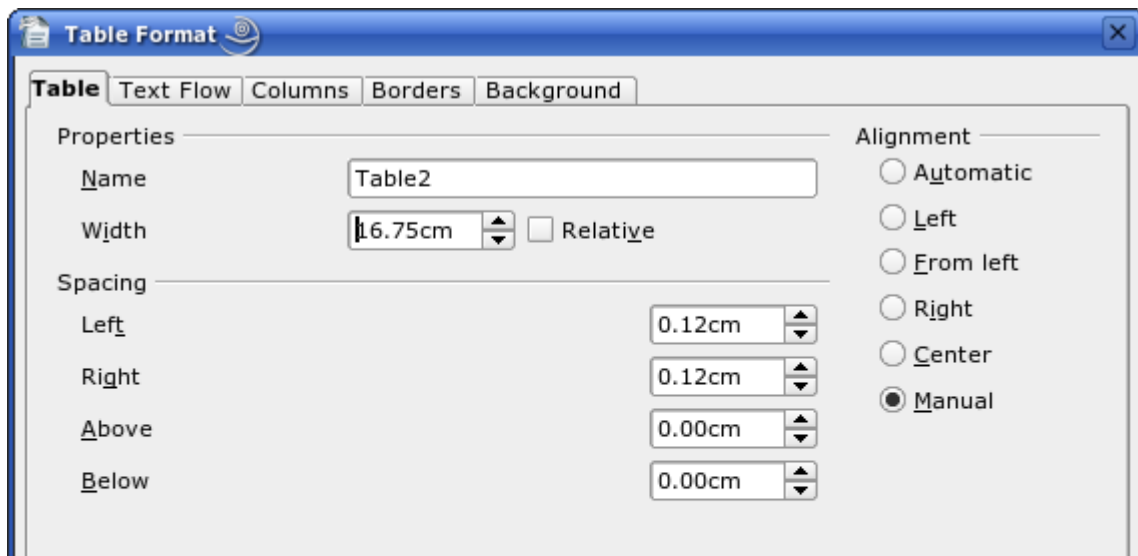 Table Format
Table Text Flow Columns Borders Background
Properties
Name Table2
Width 16.75cm Relative
Spacing
Left 0.12cm
Right 0.12cm
Above 0.00cm
Below 0.00cm
Alignment
Automatic
Left
From left
Right
Center
Manual